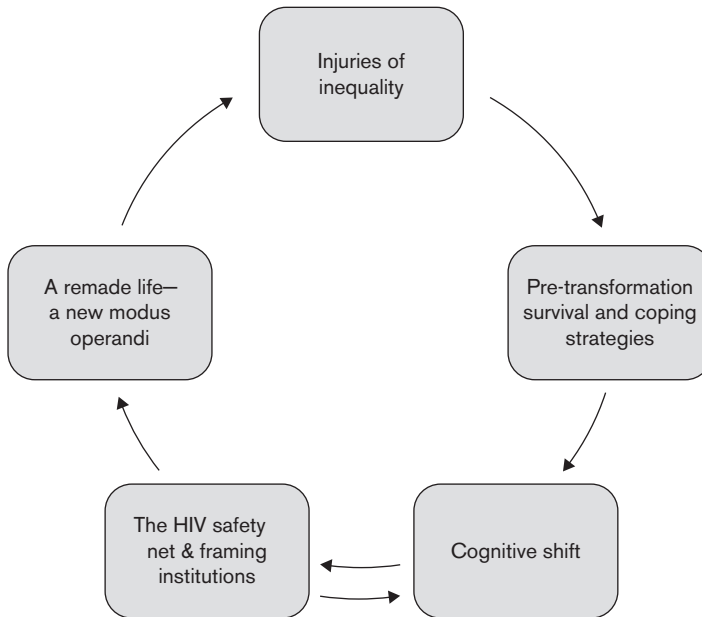 Injuries of
inequality
Pre-transformation
survival and coping
strategies
Cognitive shift
The HIV safety
net & framing
institutions
A remade life—
a new modus
operandi